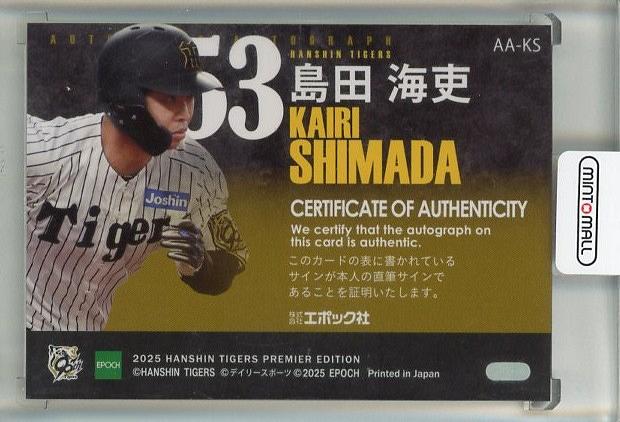 AUTHENTIC AUTOGRAPH
HANSHIN TIGERS
AA-KS
53
島田 海吏
KAIRI
SHIMADA
Joshin
Tigers
CERTIFICATE OF AUTHENTICITY
We certify that the autograph on
this card is authentic.
このカードの表に書かれている
サインが本人の直筆サインで
あることを証明いたします。
株式会社エポック社
EPOCH
2025 HANSHIN TIGERS PREMIER EDITION
©HANSHIN TIGERS ©デイリースポーツ ©2025 EPOCH Printed in Japan
mintomall